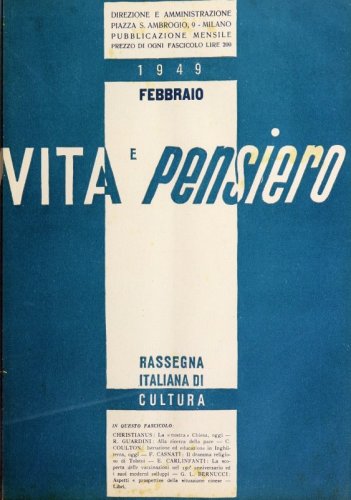 DIREZIONE E AMMINISTRAZIONE
PIAZZA S. AMBROGIO, 9 - MILANO
PUBBLICAZIONE MENSILE
PREZZO DI OGNI FASCICOLO LIRE 200
1949
FEBBRAIO
VITA E pensiero
RASSEGNA
ITALIANA DI
CULTURA
IN QUESTO FASCICOLO:
CHRISTIANUS: La «nostra» Chiesa, oggi —
R. GUARDINI: Alla ricerca della pace — C.
COULTON: Istruzione ed educazione in Inghil-
terra, oggi — F. CASNATI: Il dramma religio-
so di Tolstoi — E. CARLINFANTI: La sco-
perta delle vaccinazioni nel 150° anniversario ed
i suoi moderni sviluppi — G. L. BERNUCCI:
Aspetti e prospettive della situazione cinese —
Libri.